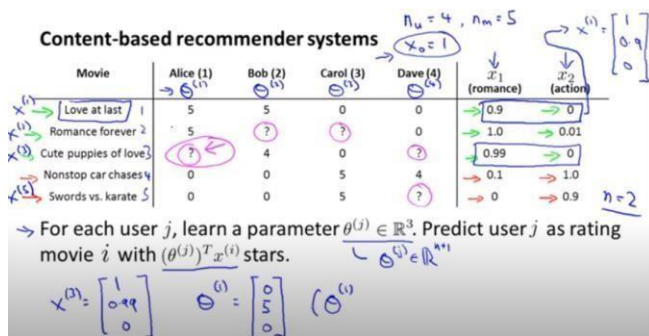 n_u = 4 , n_m = 5
x^(1) = [1 0.9 0]
Content-based recommender systems
→ x_0 = 1
Movie Alice (1) Bob (2) Carol (3) Dave (4) x_1 x_2
→ θ^(1) θ^(2) θ^(3) θ^(4) (romance) (action)
x^(1) → Love at last 1 5 5 0 0 → 0.9 → 0
x^(2) → Romance forever 2 5 ? ? 0 → 1.0 → 0.01
x^(3) → Cute puppies of love 3 ? 4 0 ? → 0.99 → 0
→ Nonstop car chases 4 0 0 5 4 → 0.1 → 1.0
x^(5) → Swords vs. karate 5 0 0 5 ? → 0 → 0.9
n=2
→ For each user j, learn a parameter θ^(j) ∈ ℝ^3. Predict user j as rating
movie i with (θ^(j))^T x^(i) stars.
θ^(j) ∈ ℝ^(n+1)
x^(3) = [1 0.99 0] θ^(1) = [0 5 0] (θ^(1)